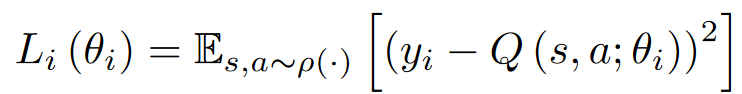 L_i (θ_i) = 𝔼_{s,a∼ρ(·)} [(y_i − Q (s, a; θ_i))^2]